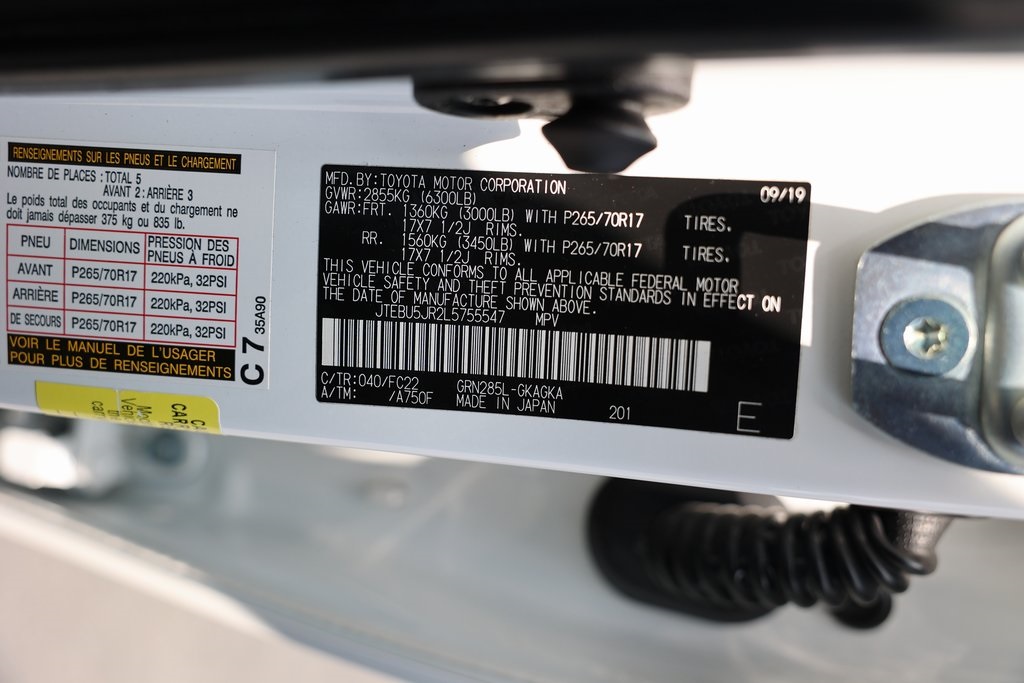 RENSEIGNEMENTS SUR LES PNEUS ET LE CHARGEMENT
NOMBRE DE PLACES : TOTAL 5
AVANT 2 : ARRIÈRE 3
Le poids total des occupants et du chargement ne
doit jamais dépasser 375 kg ou 835 lb.
PNEU DIMENSIONS PRESSION DES PNEUS À FROID
AVANT P265/70R17 220kPa, 32PSI
ARRIÈRE P265/70R17 220kPa, 32PSI
DE SECOURS P265/70R17 220kPa, 32PSI
VOIR LE MANUEL DE L'USAGER
POUR PLUS DE RENSEIGNEMENTS
C 7 35A90
MFD.BY:TOYOTA MOTOR CORPORATION 09/19
GVWR:2855KG (6300LB)
GAWR:FRT. 1360KG (3000LB) WITH P265/70R17 TIRES.
17X7 1/2J RIMS.
RR. 1560KG (3450LB) WITH P265/70R17 TIRES.
17X7 1/2J RIMS.
THIS VEHICLE CONFORMS TO ALL APPLICABLE FEDERAL MOTOR
VEHICLE SAFETY AND THEFT PREVENTION STANDARDS IN EFFECT ON
THE DATE OF MANUFACTURE SHOWN ABOVE.
JTEBU5JR2L5755547 MPV
C/TR:040/FC22 GRN285L-GKAGKA
A/TM: /A750F MADE IN JAPAN 201 E